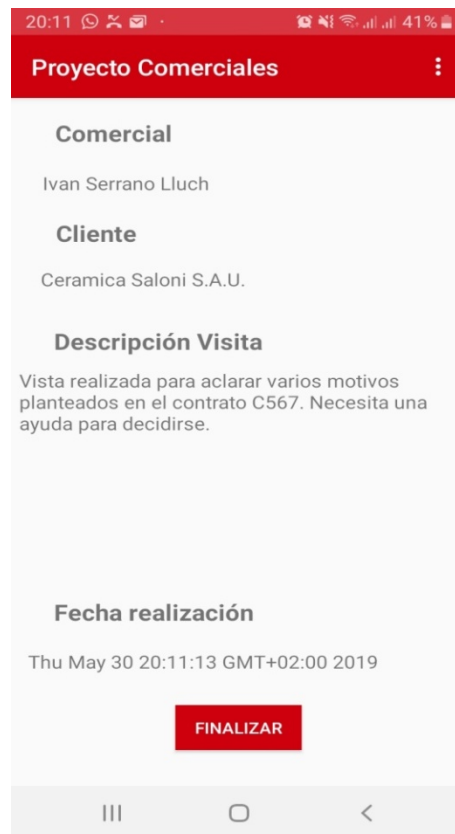 20:11 41%
Proyecto Comerciales
Comercial
Ivan Serrano Lluch
Cliente
Ceramica Saloni S.A.U.
Descripción Visita
Vista realizada para aclarar varios motivos
planteados en el contrato C567. Necesita una
ayuda para decidirse.
Fecha realización
Thu May 30 20:11:13 GMT+02:00 2019
FINALIZAR